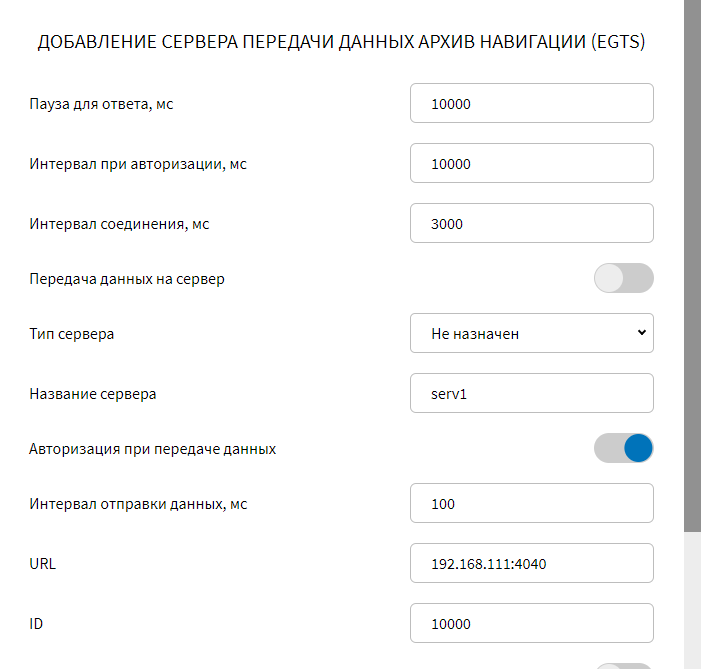 ДОБАВЛЕНИЕ СЕРВЕРА ПЕРЕДАЧИ ДАННЫХ АРХИВ НАВИГАЦИИ (EGTS)
Пауза для ответа, мс 10000
Интервал при авторизации, мс 10000
Интервал соединения, мс 3000
Передача данных на сервер
Тип сервера Не назначен
Название сервера serv1
Авторизация при передаче данных
Интервал отправки данных, мс 100
URL 192.168.111:4040
ID 10000